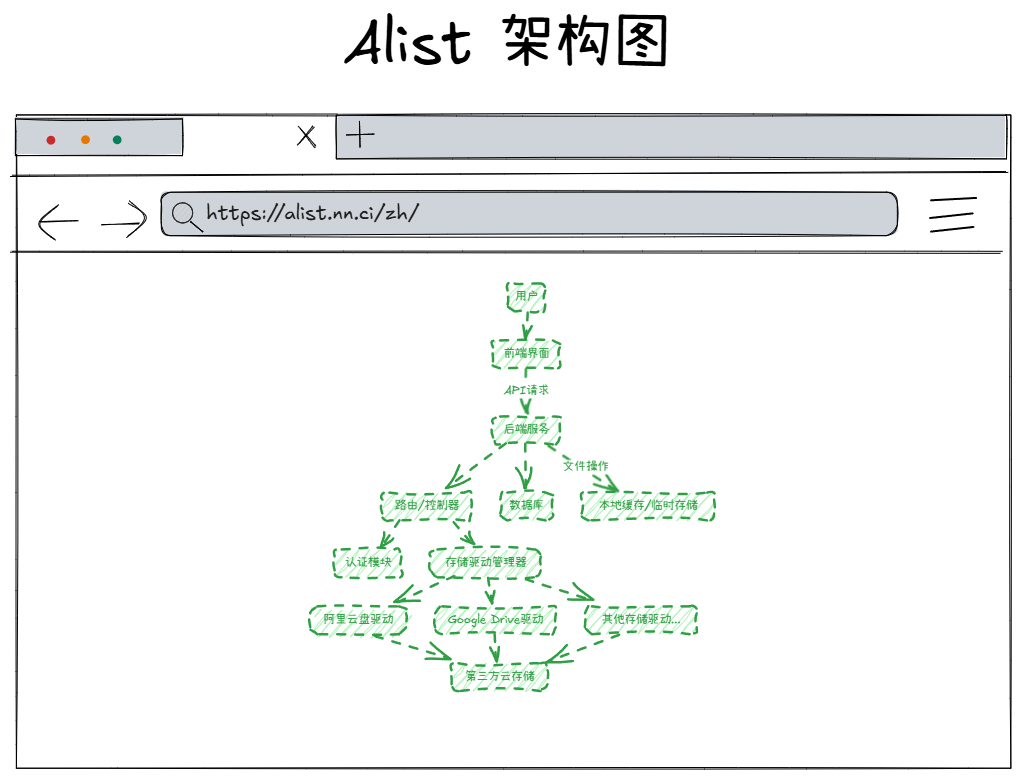 Alist 架构图
https://alist.nn.ci/zh/
用户
前端界面
API请求
后端服务
文件操作
路由/控制器
数据库
本地缓存/临时存储
认证模块
存储驱动管理器
阿里云盘驱动
Google Drive驱动
其他存储驱动...
第三方云存储